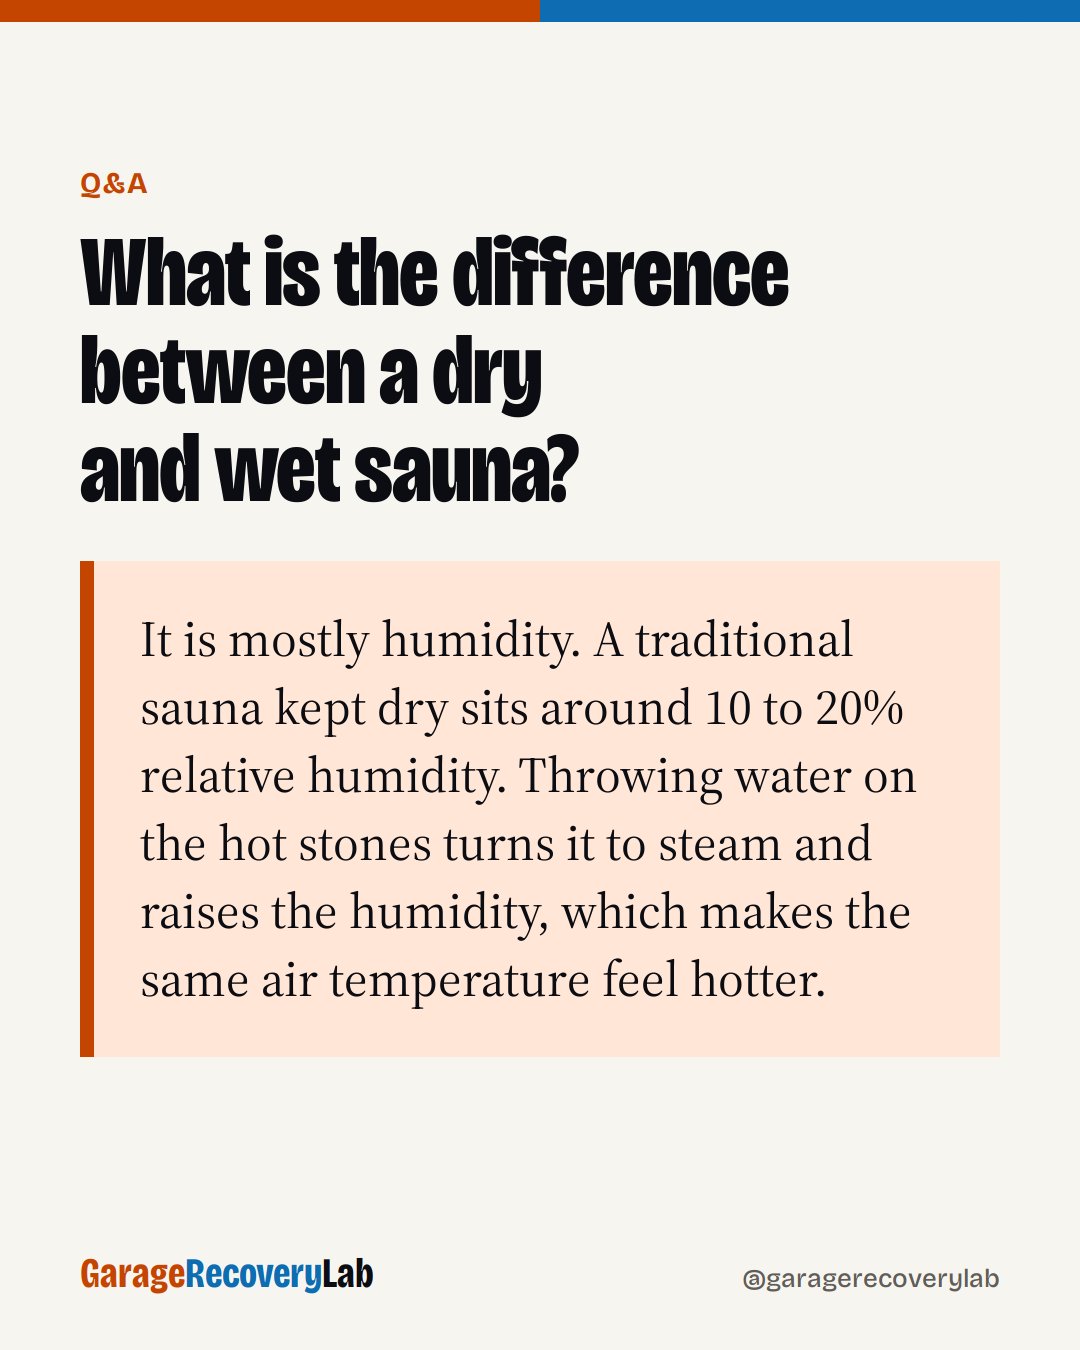 Q&A
What is the difference
between a dry
and wet sauna?
It is mostly humidity. A traditional
sauna kept dry sits around 10 to 20%
relative humidity. Throwing water on
the hot stones turns it to steam and
raises the humidity, which makes the
same air temperature feel hotter.
GarageRecoveryLab
@garagerecoverylab